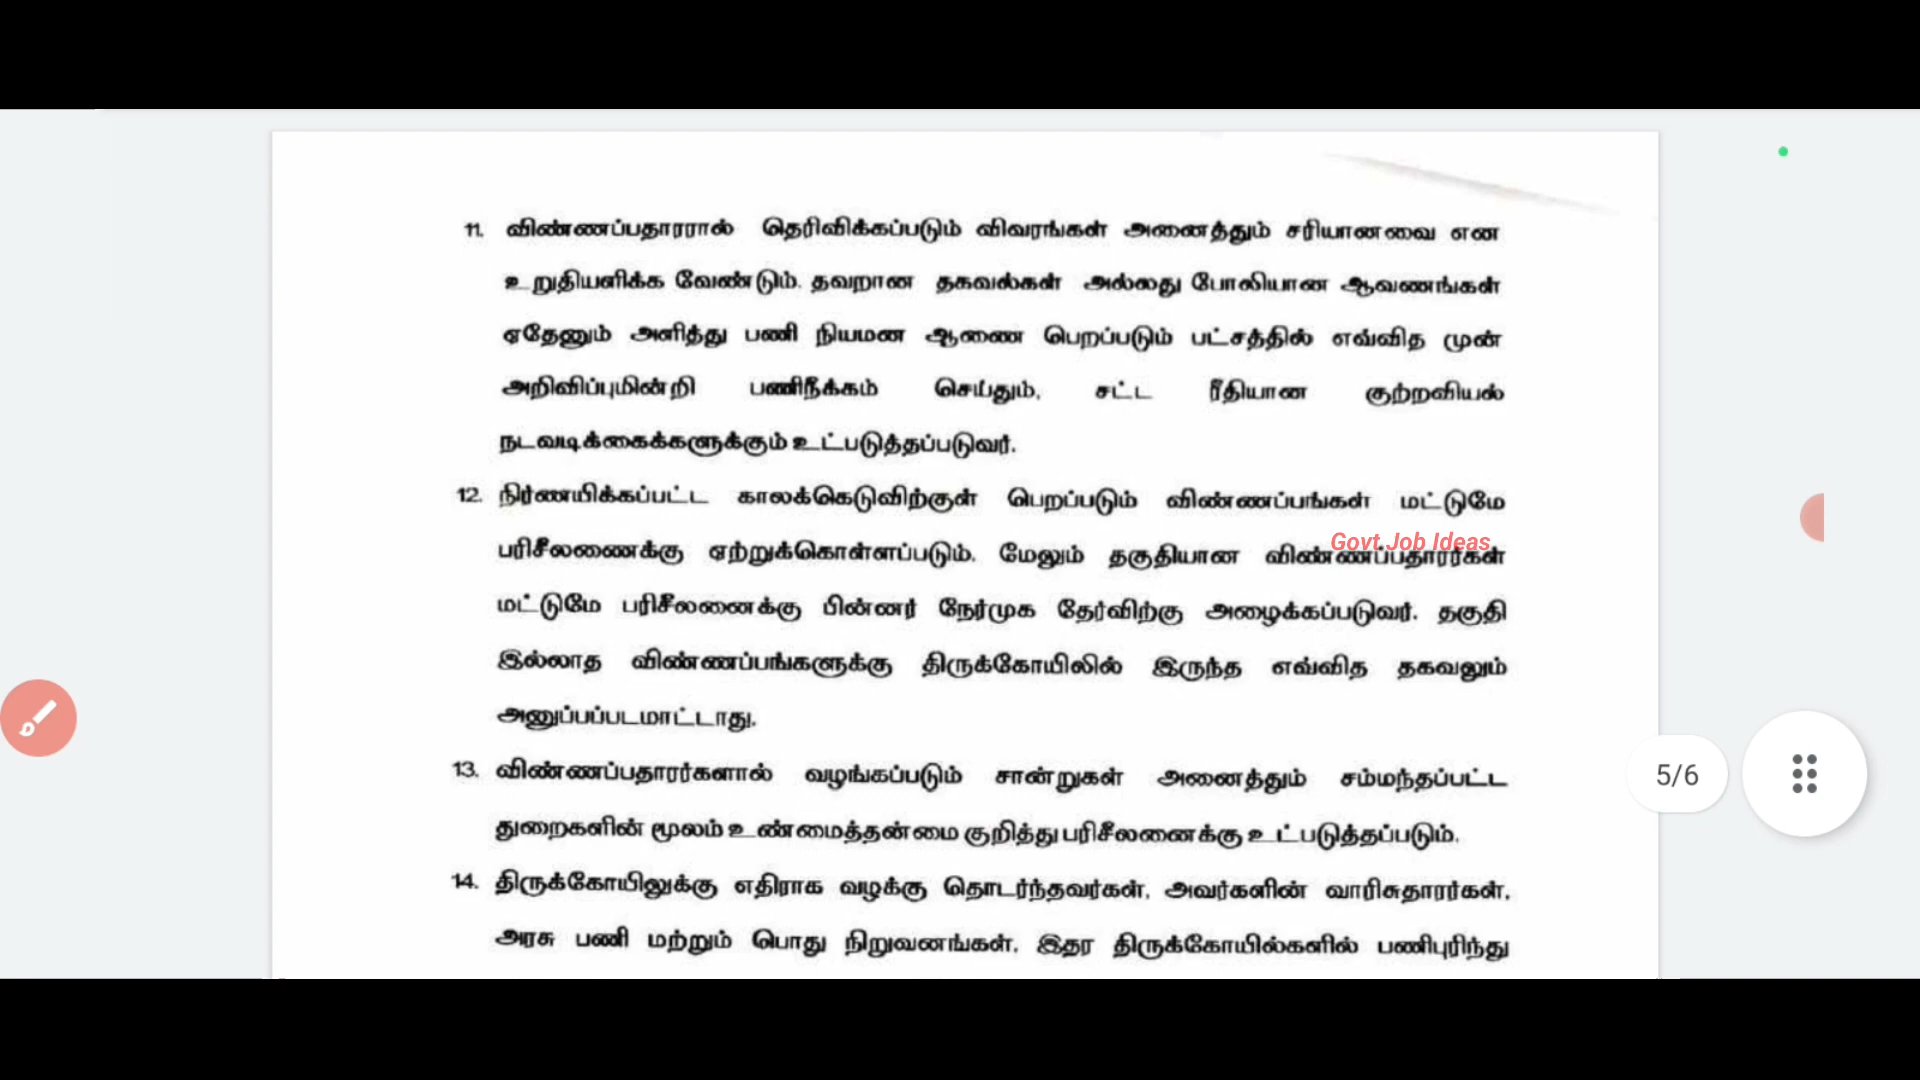 11. விண்ணப்பதாரரால் தெரிவிக்கப்படும் விவரங்கள் அனைத்தும் சரியானவை என
உறுதியளிக்க வேண்டும். தவறான தகவல்கள் அல்லது போலியான ஆவணங்கள்
ஏதேனும் அளித்து பணி நியமன ஆணை பெறப்படும் பட்சத்தில் எவ்வித முன்
அறிவிப்புமின்றி பணிநீக்கம் செய்தும், சட்ட ரீதியான குற்றவியல்
நடவடிக்கைக்களுக்கும் உட்படுத்தப்படுவர்.
12. நிர்ணயிக்கப்பட்ட காலக்கெடுவிற்குள் பெறப்படும் விண்ணப்பங்கள் மட்டுமே
Govt Job Ideas
பரிசீலணைக்கு ஏற்றுக்கொள்ளப்படும். மேலும் தகுதியான விண்ணப்பதாரர்கள்
மட்டுமே பரிசீலனைக்கு பின்னர் நேர்முக தேர்விற்கு அழைக்கப்படுவர். தகுதி
இல்லாத விண்ணப்பங்களுக்கு திருக்கோயிலில் இருந்த எவ்வித தகவலும்
அனுப்பப்படமாட்டாது.
13. விண்ணப்பதாரர்களால் வழங்கப்படும் சான்றுகள் அனைத்தும் சம்மந்தப்பட்ட
5/6
துறைகளின் மூலம் உண்மைத்தன்மை குறித்து பரிசீலனைக்கு உட்படுத்தப்படும்.
14. திருக்கோயிலுக்கு எதிராக வழக்கு தொடர்ந்தவர்கள், அவர்களின் வாரிசுதாரர்கள்,
அரசு பணி மற்றும் பொது நிறுவனங்கள், இதர திருக்கோயில்களில் பணிபுரிந்து